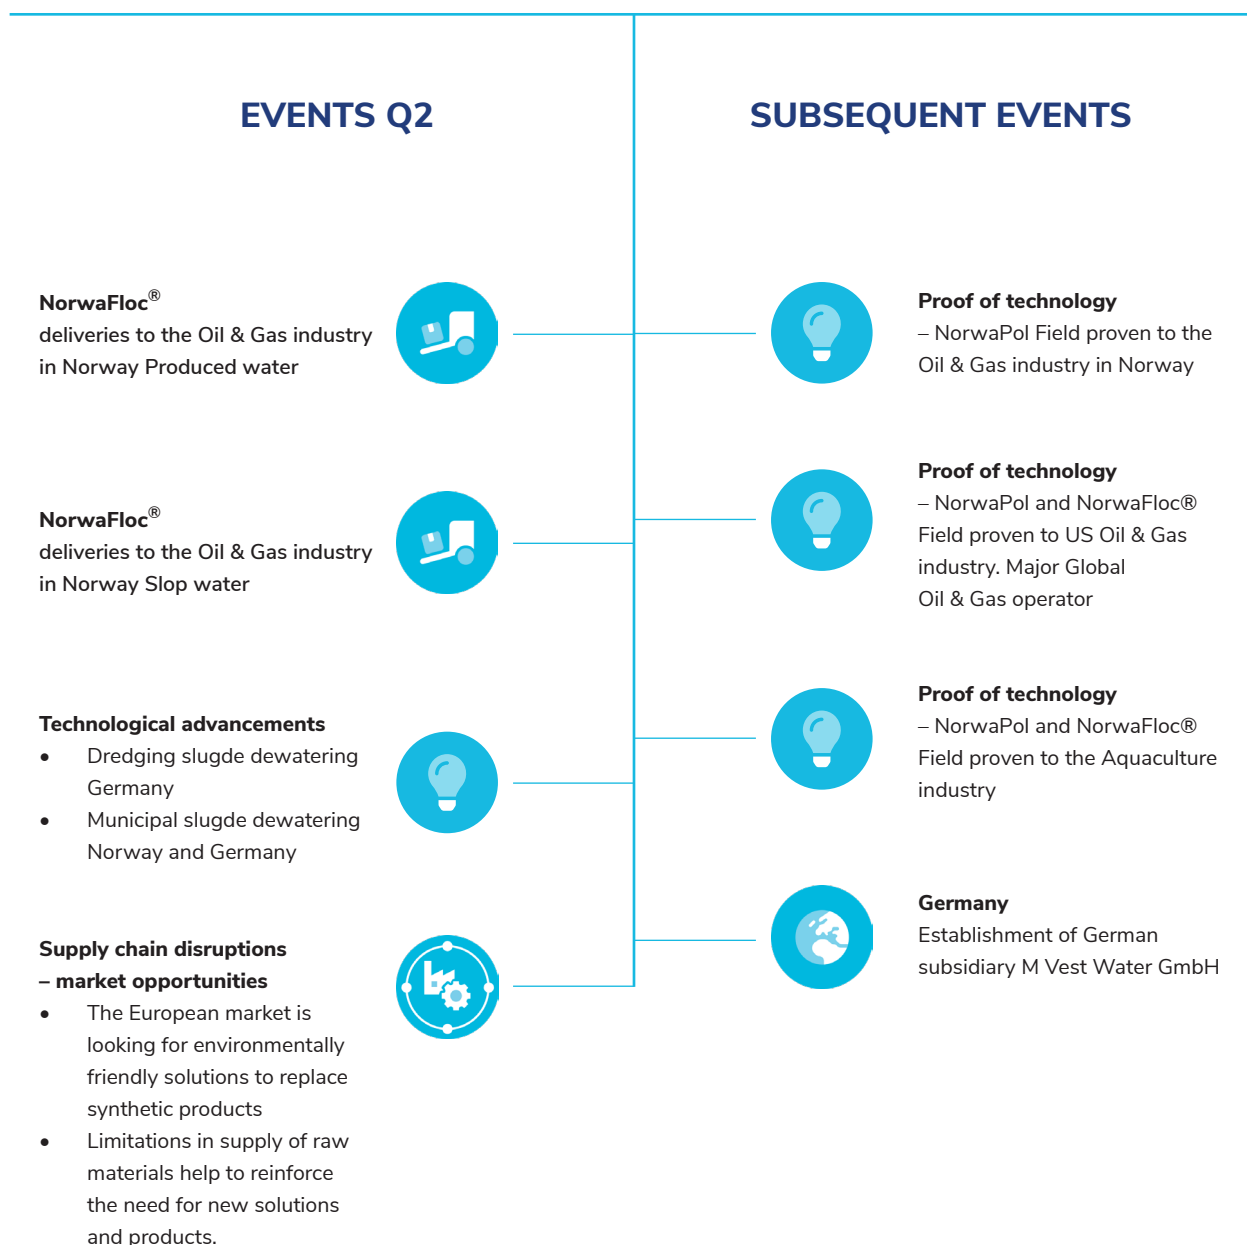 EVENTS Q2
NorwaFloc®
deliveries to the Oil & Gas industry
in Norway Produced water
NorwaFloc®
deliveries to the Oil & Gas industry
in Norway Slop water
Technological advancements
• Dredging slugde dewatering
Germany
• Municipal slugde dewatering
Norway and Germany
Supply chain disruptions
– market opportunities
• The European market is
looking for environmentally
friendly solutions to replace
synthetic products
• Limitations in supply of raw
materials help to reinforce
the need for new solutions
and products.
SUBSEQUENT EVENTS
Proof of technology
– NorwaPol Field proven to the
Oil & Gas industry in Norway
Proof of technology
– NorwaPol and NorwaFloc®
Field proven to US Oil & Gas
industry. Major Global
Oil & Gas operator
Proof of technology
– NorwaPol and NorwaFloc®
Field proven to the Aquaculture
industry
Germany
Establishment of German
subsidiary M Vest Water GmbH